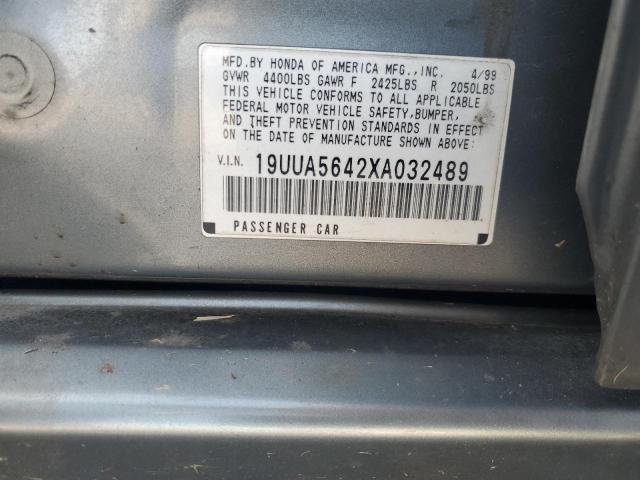 MFD.BY HONDA OF AMERICA MFG.,INC. 4/99
GVWR 4400LBS GAWR F 2425LBS R 2050LBS
THIS VEHICLE CONFORMS TO ALL APPLICABLE
FEDERAL MOTOR VEHICLE SAFETY,BUMPER,
AND THEFT PREVENTION STANDARDS IN EFFECT
ON THE DATE OF MANUFACTURE SHOWN ABOVE:
V.I.N. 19UUA5642XA032489
PASSENGER CAR